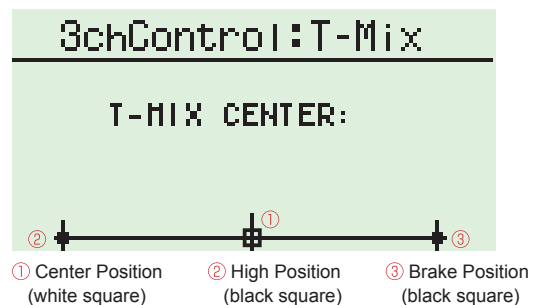 3chControl:T-Mix
T-MIX CENTER:
①
② ③
① Center Position ② High Position ③ Brake Position
(white square) (black square) (black square)